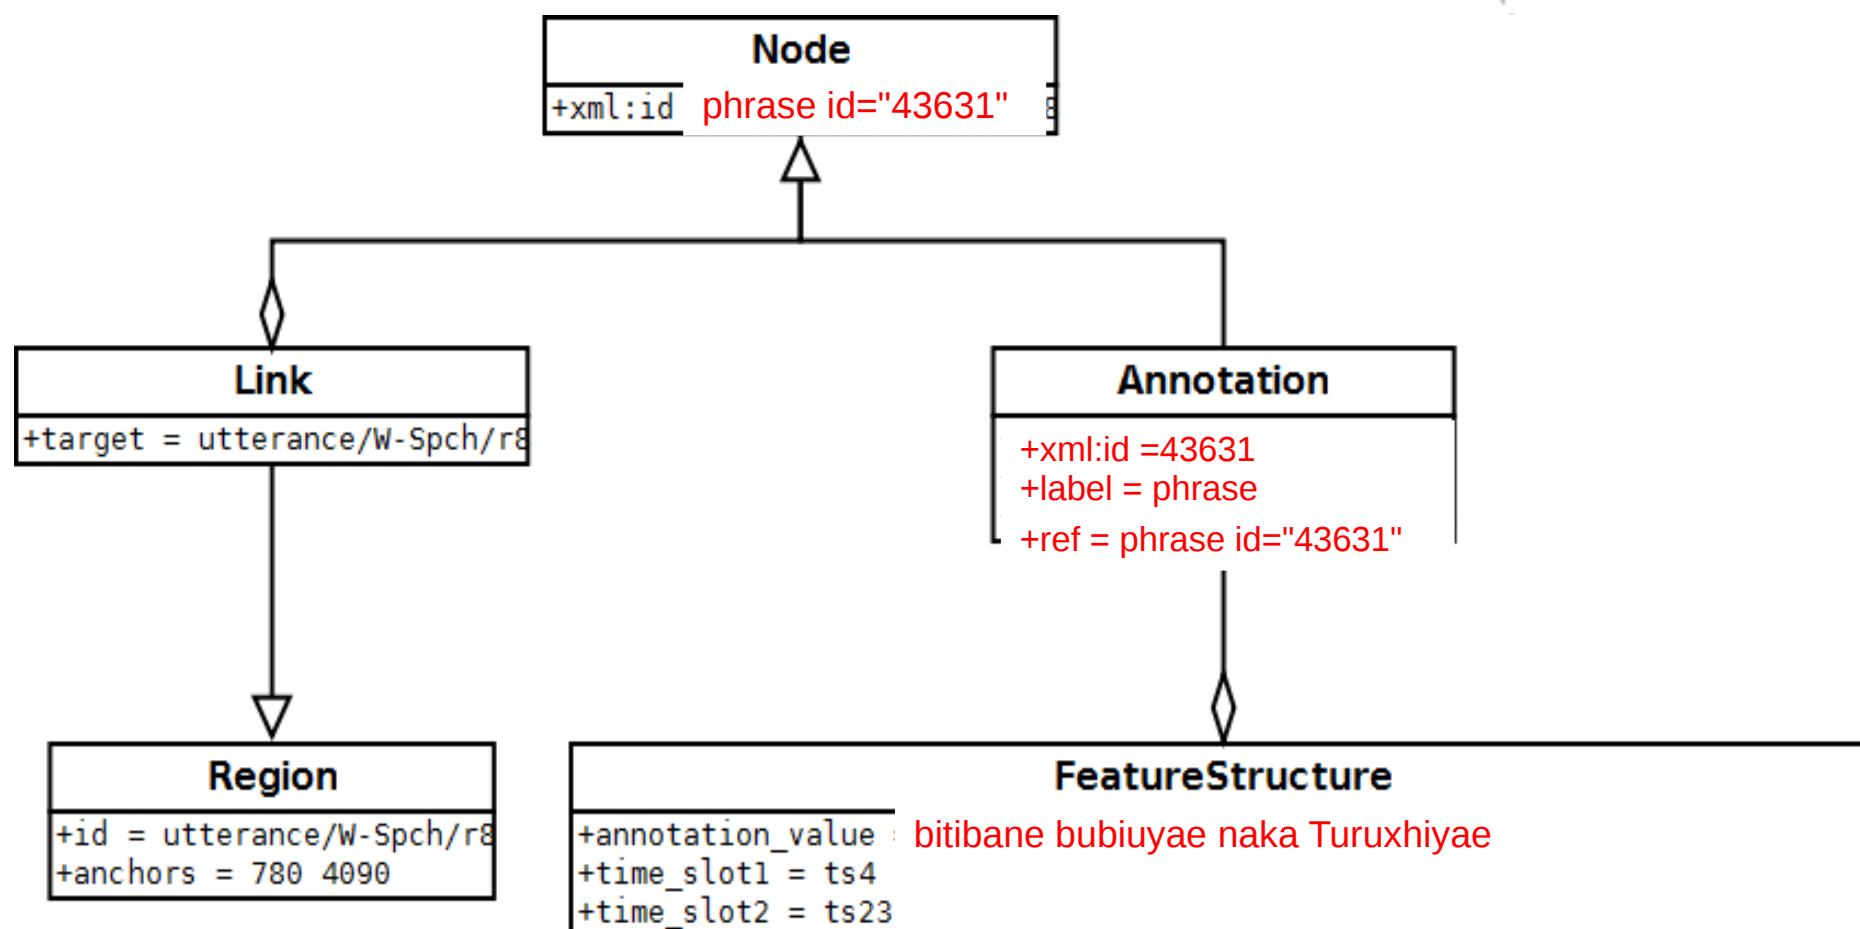 Node
+xml:id phrase id="43631" 8
Link
+target = utterance/W-Spch/r8
Annotation
+xml:id =43631
+label = phrase
+ref = phrase id="43631"
Region
+id = utterance/W-Spch/r8
+anchors = 780 4090
FeatureStructure
+annotation_value = bitibane bubiuyae naka Turuxhiyae
+time_slot1 = ts4
+time_slot2 = ts23